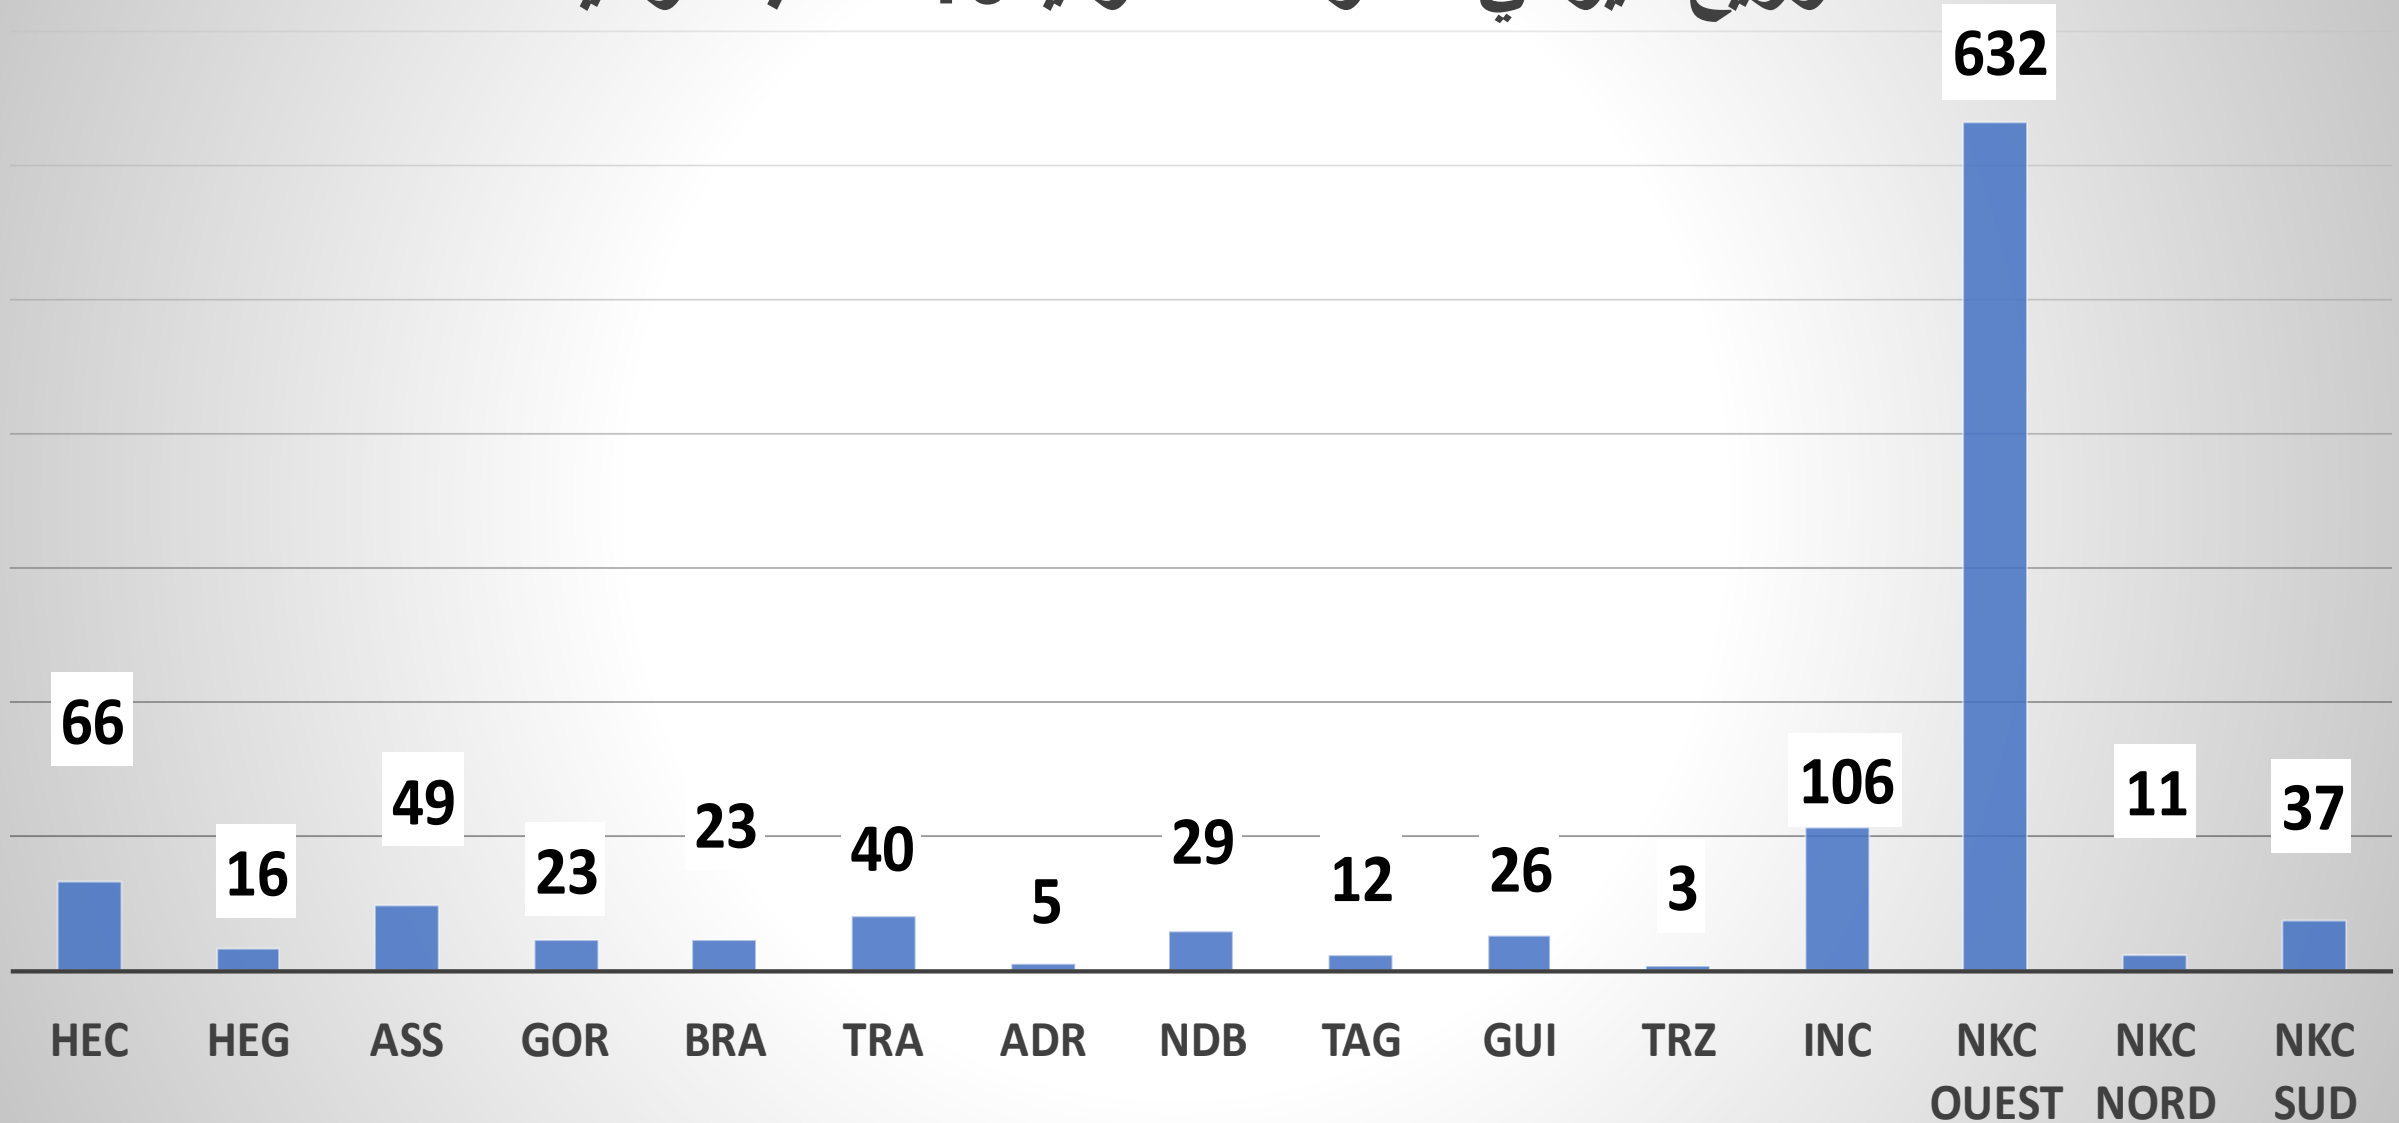 632
66
16
49
23
23
40
5
29
12
26
3
106
11
37
HEC
HEG
ASS
GOR
BRA
TRA
ADR
NDB
TAG
GUI
TRZ
INC
NKC OUEST
NKC NORD
NKC SUD